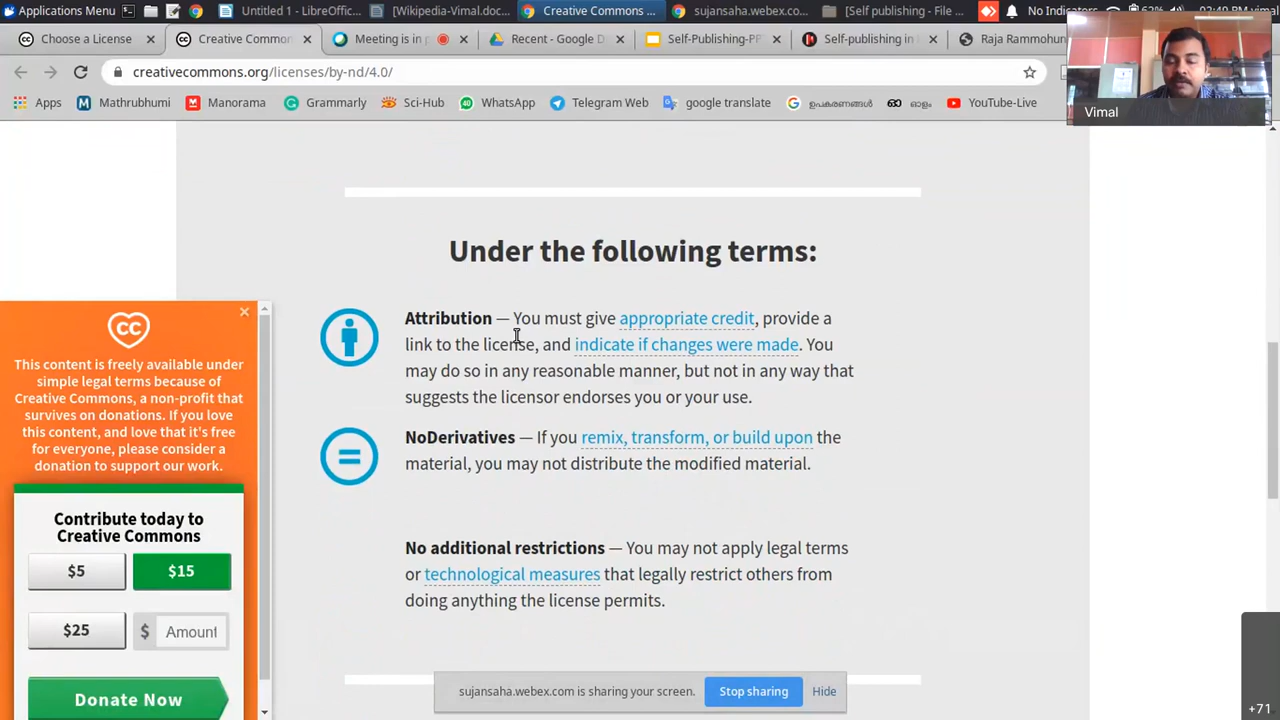 Applications Menu
Untitled 1 - LibreOffic...
[Wikipedia-Vimal.doc...
Creative Commons ...
sujansaha.webex.co...
[Self publishing - File ...
No Indicators
Choose a License
Creative Common
Meeting is in p
Recent - Google D
Self-Publishing-PP
Self-publishing in
Raja Rammohun
creativecommons.org/licenses/by-nd/4.0/
Apps
Mathrubhumi
Manorama
Grammarly
Sci-Hub
WhatsApp
Telegram Web
google translate
ഉപകരണങ്ങൾ
ഓളം
YouTube-Live
Vimal
Under the following terms:
Attribution — You must give appropriate credit, provide a
link to the license, and indicate if changes were made. You
may do so in any reasonable manner, but not in any way that
suggests the licensor endorses you or your use.
NoDerivatives — If you remix, transform, or build upon the
material, you may not distribute the modified material.
No additional restrictions — You may not apply legal terms
or technological measures that legally restrict others from
doing anything the license permits.
CC
This content is freely available under
simple legal terms because of
Creative Commons, a non-profit that
survives on donations. If you love
this content, and love that it's free
for everyone, please consider a
donation to support our work.
Contribute today to
Creative Commons
$5
$15
$25
$ Amount
Donate Now
sujansaha.webex.com is sharing your screen.
Stop sharing
Hide
+71